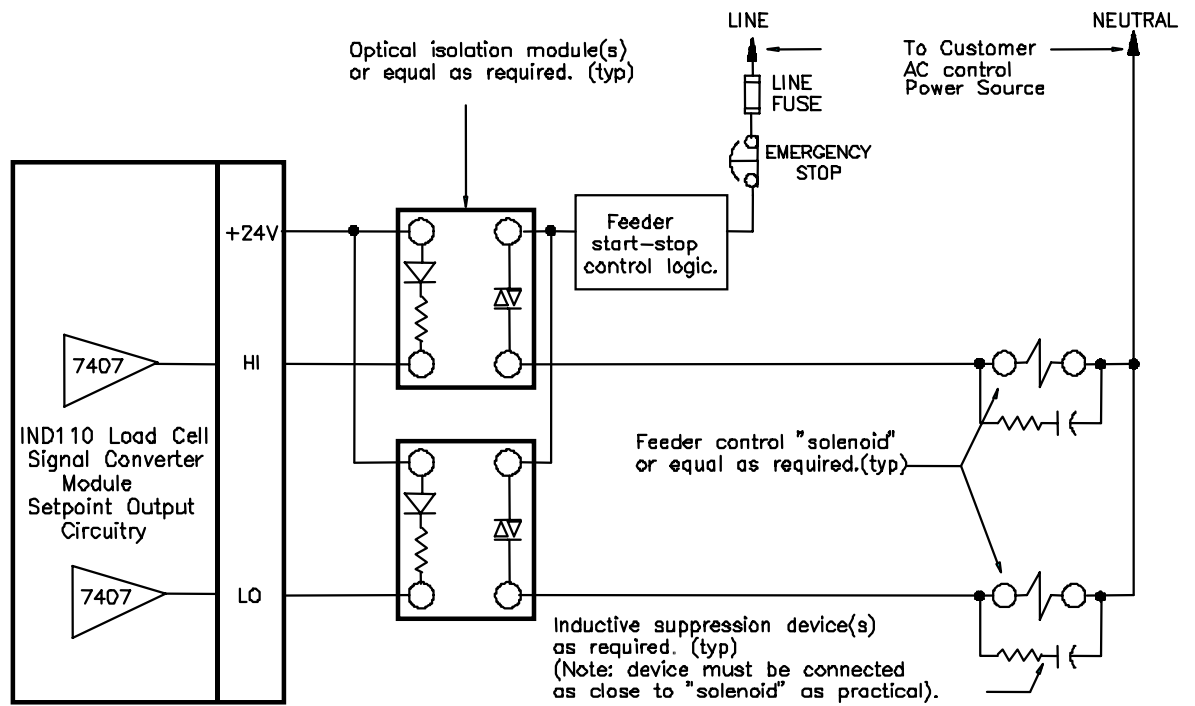 LINE
NEUTRAL
Optical isolation module(s)
or equal as required. (typ)
To Customer
AC control
Power Source
LINE
FUSE
EMERGENCY
STOP
+24V
Feeder
start-stop
control logic.
7407
HI
IND110 Load Cell
Signal Converter
Module
Setpoint Output
Circuitry
Feeder control "solenoid"
or equal as required.(typ)
7407
LO
Inductive suppression device(s)
as required. (typ)
(Note: device must be connected
as close to "solenoid" as practical).